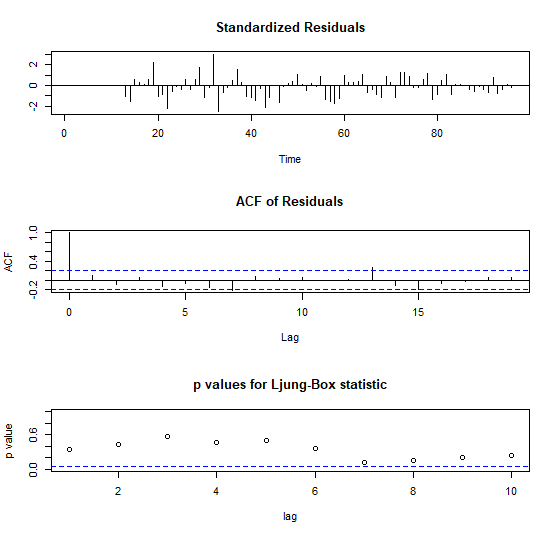 Standardized Residuals
2
0
-2
0 20 40 60 80
Time
ACF of Residuals
1.0
0.4
-0.2
ACF
0 5 10 15
Lag
p values for Ljung-Box statistic
0.6
0.0
p value
2 4 6 8 10
lag